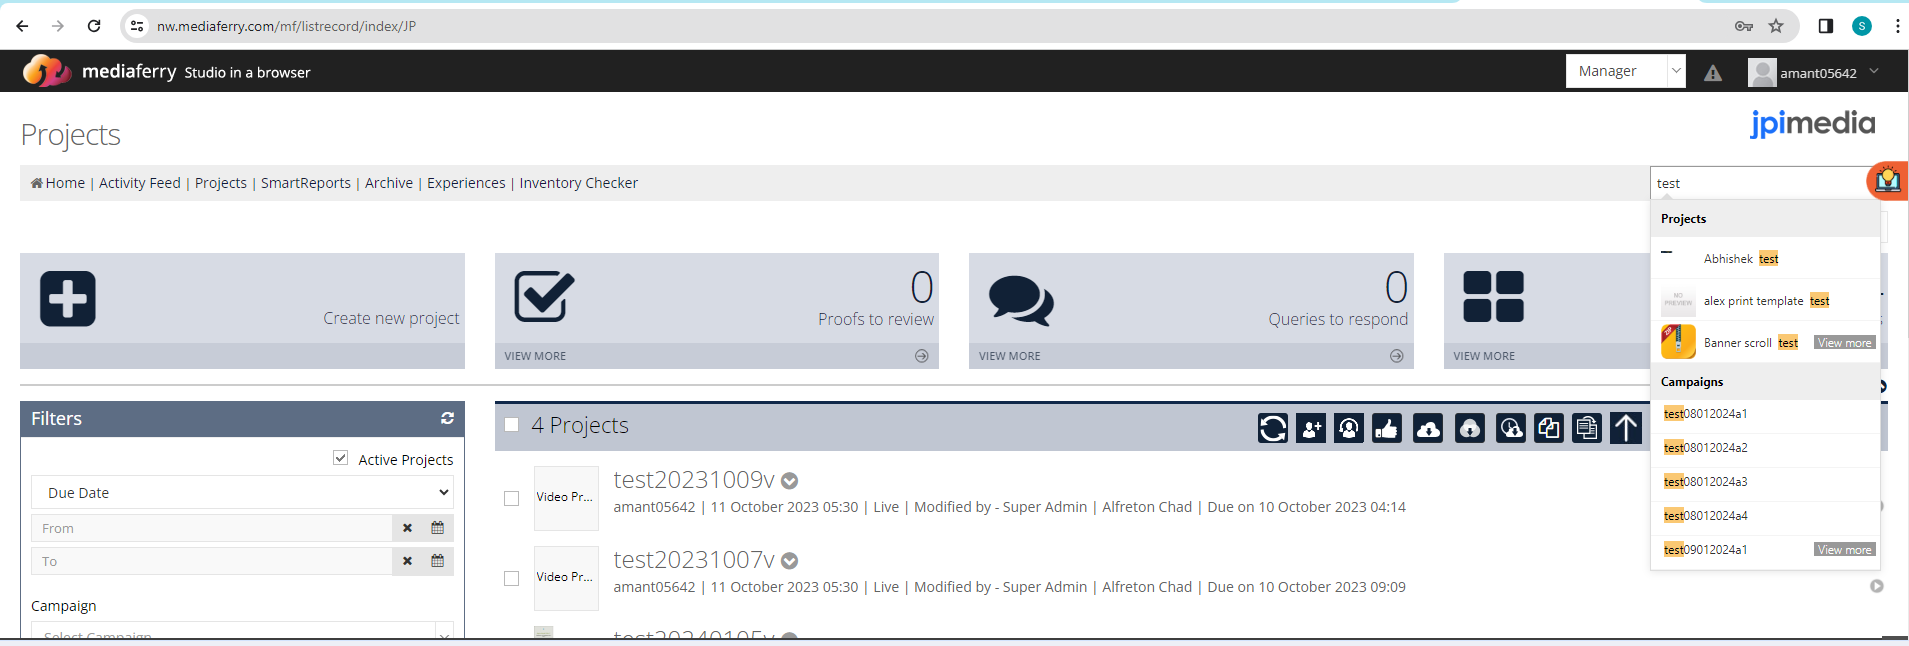 nw.mediaferry.com/mf/listrecord/index/JP
S
mediaferry Studio in a browser
Manager
amant05642
Projects
jpimedia
Home | Activity Feed | Projects | SmartReports | Archive | Experiences | Inventory Checker
test
Projects
Abhishek test
NO PREVIEW
alex print template test
ZIP
Banner scroll test View more
Campaigns
test08012024a1
test08012024a2
test08012024a3
test08012024a4
test09012024a1 View more
Create new project
0
Proofs to review
VIEW MORE
0
Queries to respond
VIEW MORE
VIEW MORE
Filters
Active Projects
Due Date
From
To
Campaign
Select Campaign
4 Projects
Video Pr...
test20231009v
amant05642 | 11 October 2023 05:30 | Live | Modified by - Super Admin | Alfreton Chad | Due on 10 October 2023 04:14
Video Pr...
test20231007v
amant05642 | 11 October 2023 05:30 | Live | Modified by - Super Admin | Alfreton Chad | Due on 10 October 2023 09:09
test20240105v